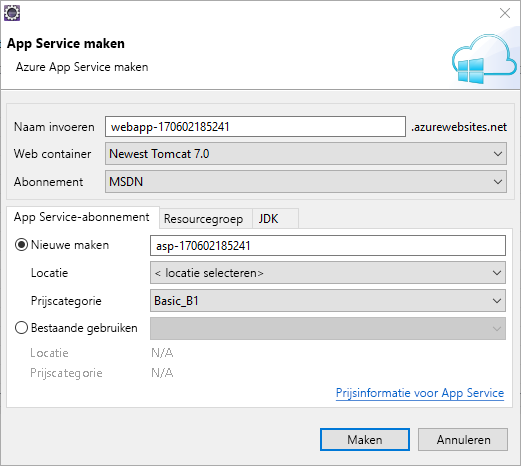 App Service maken
Azure App Service maken
Naam invoeren webapp-170602185241 .azurewebsites.net
Web container Newest Tomcat 7.0
Abonnement MSDN
App Service-abonnement Resourcegroep JDK
Nieuwe maken asp-170602185241
Locatie < locatie selecteren>
Prijscategorie Basic_B1
Bestaande gebruiken
Locatie N/A
Prijscategorie N/A
Prijsinformatie voor App Service
Maken Annuleren